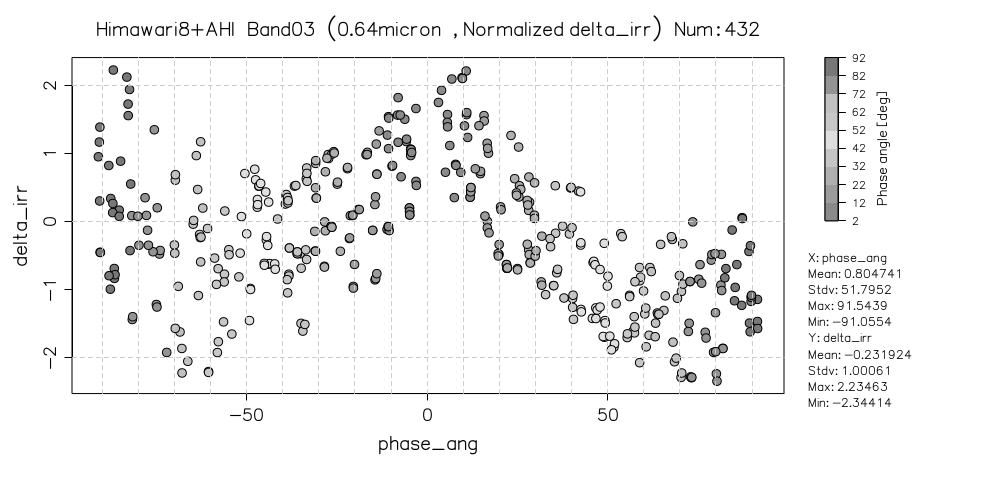 Himawari8+AHI Band03 (0.64micron ,Normalized delta_irr) Num:432
delta_irr
2
1
0
−1
−2
−50
0
50
phase_ang
92
82
72
62
52
42
32
22
12
2
Phase angle [deg]
X: phase_ang
Mean: 0.804741
Stdv: 51.7952
Max: 91.5439
Min: −91.0554
Y: delta_irr
Mean: −0.231924
Stdv: 1.00061
Max: 2.23463
Min: −2.34414